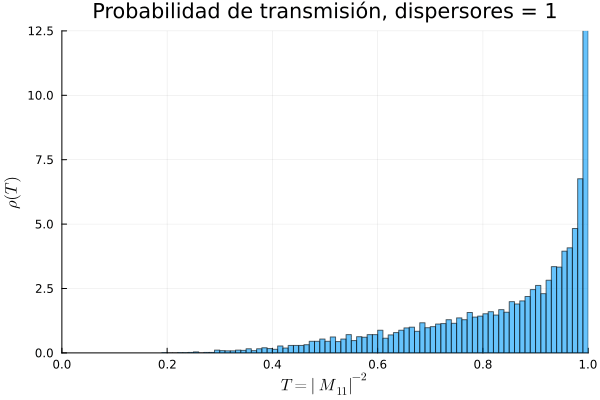 Probabilidad de transmisión, dispersores = 1
12.5
10.0
7.5
5.0
2.5
0.0
ρ(T)
0.0 0.2 0.4 0.6 0.8 1.0
T = | M₁₁|⁻²